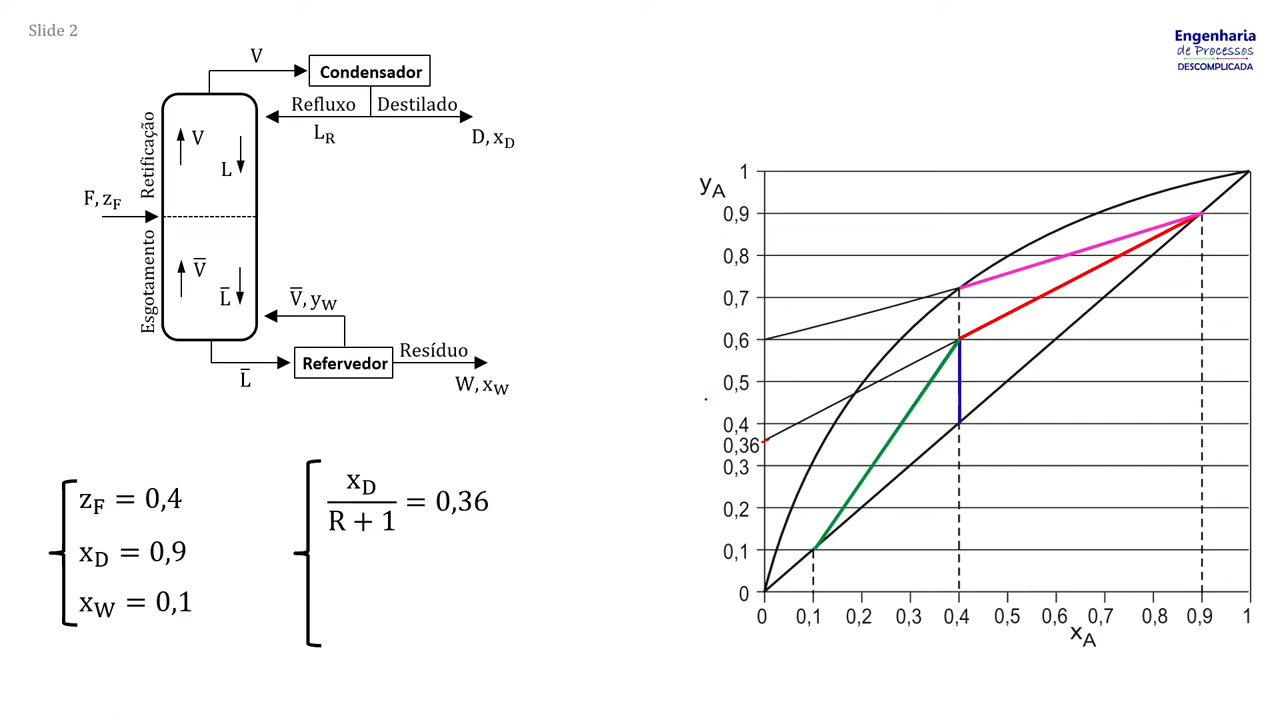 Slide 2
Engenharia
de Processos
DESCOMPLICADA
V
Condensador
Refluxo
Destilado
L_R
D, x_D
Retificação
V
L
F, z_F
Esgotamento
V̅
L̅
V̅, y_W
Refervedor
Resíduo
L̅
W, x_W
z_F = 0,4
x_D = 0,9
x_W = 0,1
x_D
R + 1
= 0,36
y_A
1
0,9
0,8
0,7
0,6
0,5
0,4
0,36
0,3
0,2
0,1
0
0 0,1 0,2 0,3 0,4 0,5 0,6 0,7 0,8 0,9 1
x_A